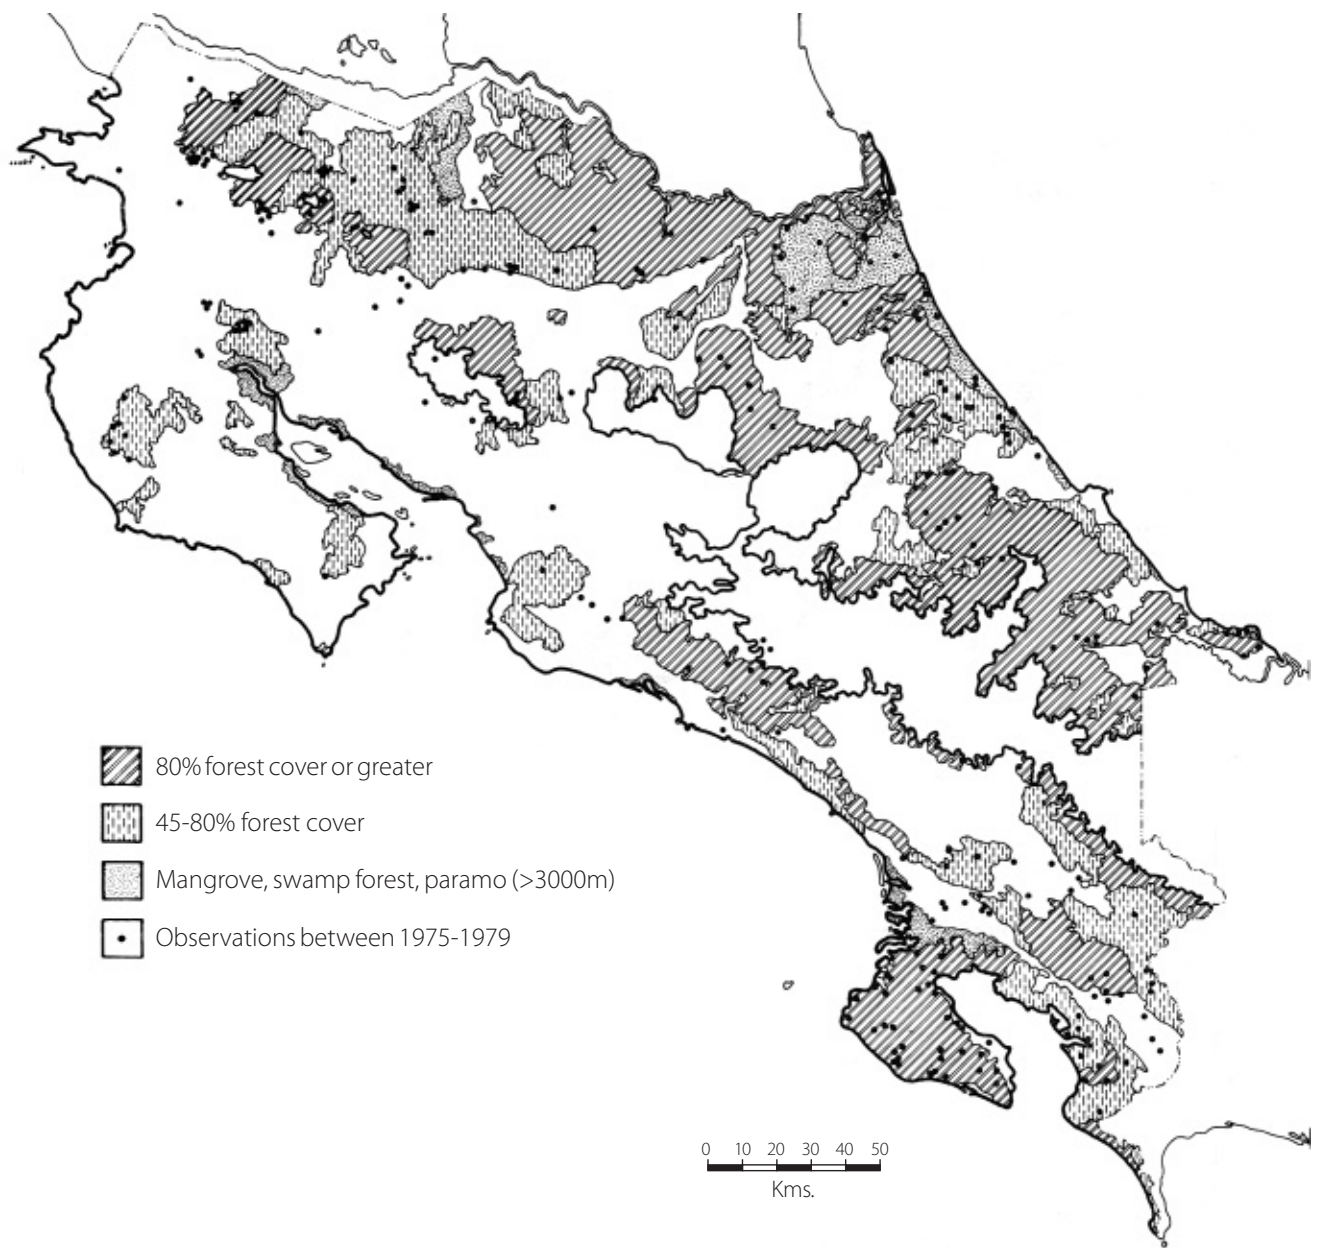 80% forest cover or greater
45-80% forest cover
Mangrove, swamp forest, paramo (>3000m)
Observations between 1975-1979
0 10 20 30 40 50
Kms.